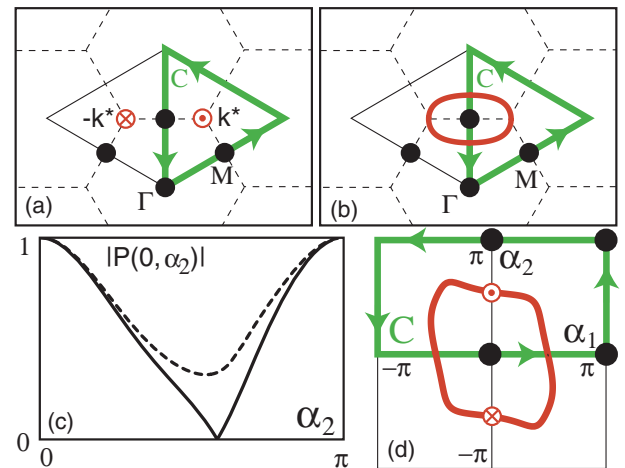 C
-k* k*
Γ M
(a)
C
Γ M
(b)
1 |P(0, α₂)|
0 (c) α₂
0 π
π α₂
C α₁
−π π
−π
(d)